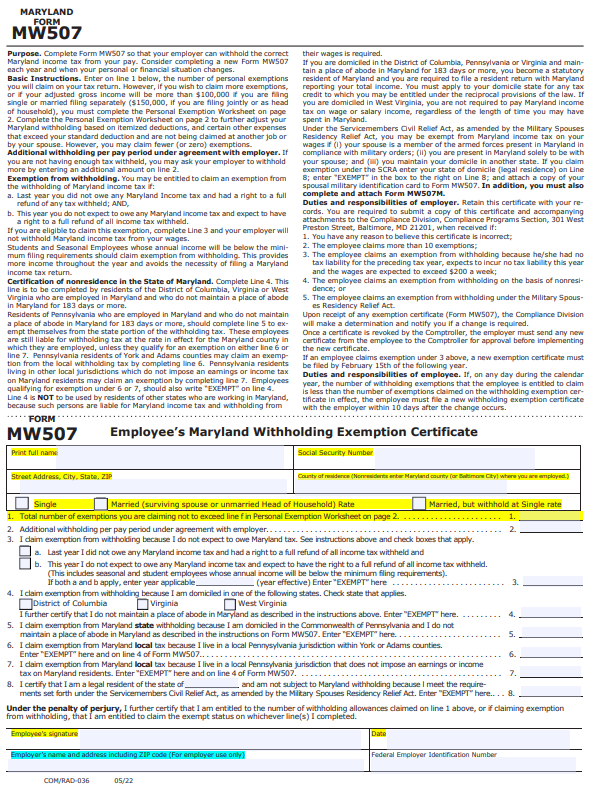 MARYLAND
FORM
MW507
Purpose. Complete Form MW507 so that your employer can withhold the correct
Maryland income tax from your pay. Consider completing a new Form MW507
each year and when your personal or financial situation changes.
Basic Instructions. Enter on line 1 below, the number of personal exemptions
you will claim on your tax return. However, if you wish to claim more exemptions,
or if your adjusted gross income will be more than $100,000 if you are filing
single or married filing separately ($150,000, if you are filing jointly or as head
of household), you must complete the Personal Exemption Worksheet on page
2. Complete the Personal Exemption Worksheet on page 2 to further adjust your
Maryland withholding based on itemized deductions, and certain other expenses
that exceed your standard deduction and are not being claimed at another job or
by your spouse. However, you may claim fewer (or zero) exemptions.
Additional withholding per pay period under agreement with employer. If
you are not having enough tax withheld, you may ask your employer to withhold
more by entering an additional amount on line 2.
Exemption from withholding. You may be entitled to claim an exemption from
the withholding of Maryland income tax if:
a. Last year you did not owe any Maryland Income tax and had a right to a full
refund of any tax withheld; AND,
b. This year you do not expect to owe any Maryland income tax and expect to have
a right to a full refund of all income tax withheld.
If you are eligible to claim this exemption, complete Line 3 and your employer will
not withhold Maryland income tax from your wages.
Students and Seasonal Employees whose annual income will be below the mini-
mum filing requirements should claim exemption from withholding. This provides
more income throughout the year and avoids the necessity of filing a Maryland
income tax return.
Certification of nonresidence in the State of Maryland. Complete Line 4. This
line is to be completed by residents of the District of Columbia, Virginia or West
Virginia who are employed in Maryland and who do not maintain a place of abode
in Maryland for 183 days or more.
Residents of Pennsylvania who are employed in Maryland and who do not maintain
a place of abode in Maryland for 183 days or more, should complete line 5 to ex-
empt themselves from the state portion of the withholding tax. These employees
are still liable for withholding tax at the rate in effect for the Maryland county in
which they are employed, unless they qualify for an exemption on either line 6 or
line 7. Pennsylvania residents of York and Adams counties may claim an exemp-
tion from the local withholding tax by completing line 6. Pennsylvania residents
living in other local jurisdictions which do not impose an earnings or income tax
on Maryland residents may claim an exemption by completing line 7. Employees
qualifying for exemption under 6 or 7, should also write "EXEMPT" on line 4.
Line 4 is NOT to be used by residents of other states who are working in Maryland,
because such persons are liable for Maryland income tax and withholding from
their wages is required.
If you are domiciled in the District of Columbia, Pennsylvania or Virginia and main-
tain a place of abode in Maryland for 183 days or more, you become a statutory
resident of Maryland and you are required to file a resident return with Maryland
reporting your total income. You must apply to your domicile state for any tax
credit to which you may be entitled under the reciprocal provisions of the law. If
you are domiciled in West Virginia, you are not required to pay Maryland income
tax on wage or salary income, regardless of the length of time you may have
spent in Maryland.
Under the Servicemembers Civil Relief Act, as amended by the Military Spouses
Residency Relief Act, you may be exempt from Maryland income tax on your
wages if (i) your spouse is a member of the armed forces present in Maryland in
compliance with military orders; (ii) you are present in Maryland solely to be with
your spouse; and (iii) you maintain your domicile in another state. If you claim
exemption under the SCRA enter your state of domicile (legal residence) on Line
8; enter "EXEMPT" in the box to the right on Line 8; and attach a copy of your
spousal military identification card to Form MW507. In addition, you must also
complete and attach Form MW507M.
Duties and responsibilities of employer. Retain this certificate with your re-
cords. You are required to submit a copy of this certificate and accompanying
attachments to the Compliance Division, Compliance Programs Section, 301 West
Preston Street, Baltimore, MD 21201, when received if:
1. You have any reason to believe this certificate is incorrect;
2. The employee claims more than 10 exemptions;
3. The employee claims an exemption from withholding because he/she had no
tax liability for the preceding tax year, expects to incur no tax liability this year
and the wages are expected to exceed $200 a week;
4. The employee claims an exemption from withholding on the basis of nonresi-
dence; or
5. The employee claims an exemption from withholding under the Military Spous-
es Residency Relief Act.
Upon receipt of any exemption certificate (Form MW507), the Compliance Division
will make a determination and notify you if a change is required.
Once a certificate is revoked by the Comptroller, the employer must send any new
certificate from the employee to the Comptroller for approval before implementing
the new certificate.
If an employee claims exemption under 3 above, a new exemption certificate must
be filed by February 15th of the following year.
Duties and responsibilities of employee. If, on any day during the calendar
year, the number of withholding exemptions that the employee is entitled to claim
is less than the number of exemptions claimed on the withholding exemption cer-
tificate in effect, the employee must file a new withholding exemption certificate
with the employer within 10 days after the change occurs.
FORM
MW507
Employee's Maryland Withholding Exemption Certificate
Print full name
Social Security Number
Street Address, City, State, ZIP
County of residence (Nonresidents enter Maryland county (or Baltimore City) where you are employed.)
Single
Married (surviving spouse or unmarried Head of Household) Rate
Married, but withhold at Single rate
1. Total number of exemptions you are claiming not to exceed line f in Personal Exemption Worksheet on page 2. 1.
2. Additional withholding per pay period under agreement with employer. 2.
3. I claim exemption from withholding because I do not expect to owe Maryland tax. See instructions above and check boxes that apply.
a. Last year I did not owe any Maryland income tax and had a right to a full refund of all income tax withheld and
b. This year I do not expect to owe any Maryland income tax and expect to have the right to a full refund of all income tax withheld.
(This includes seasonal and student employees whose annual income will be below the minimum filing requirements).
If both a and b apply, enter year applicable (year effective) Enter "EXEMPT" here 3.
4. I claim exemption from withholding because I am domiciled in one of the following states. Check state that applies.
District of Columbia
Virginia
West Virginia
I further certify that I do not maintain a place of abode in Maryland as described in the instructions above. Enter "EXEMPT" here. 4.
5. I claim exemption from Maryland state withholding because I am domiciled in the Commonwealth of Pennsylvania and I do not
maintain a place of abode in Maryland as described in the instructions on Form MW507. Enter "EXEMPT" here. 5.
6. I claim exemption from Maryland local tax because I live in a local Pennsylvania jurisdiction within York or Adams counties.
Enter "EXEMPT" here and on line 4 of Form MW507. 6.
7. I claim exemption from Maryland local tax because I live in a local Pennsylvania jurisdiction that does not impose an earnings or income
tax on Maryland residents. Enter "EXEMPT" here and on line 4 of Form MW507. 7.
8. I certify that I am a legal resident of the state of and am not subject to Maryland withholding because I meet the require-
ments set forth under the Servicemembers Civil Relief Act, as amended by the Military Spouses Residency Relief Act. Enter "EXEMPT" here. 8.
Under the penalty of perjury, I further certify that I am entitled to the number of withholding allowances claimed on line 1 above, or if claiming exemption
from withholding, that I am entitled to claim the exempt status on whichever line(s) I completed.
Employee's signature
Date
Employer's name and address including ZIP code (For employer use only)
Federal Employer Identification Number
COM/RAD-036 05/22